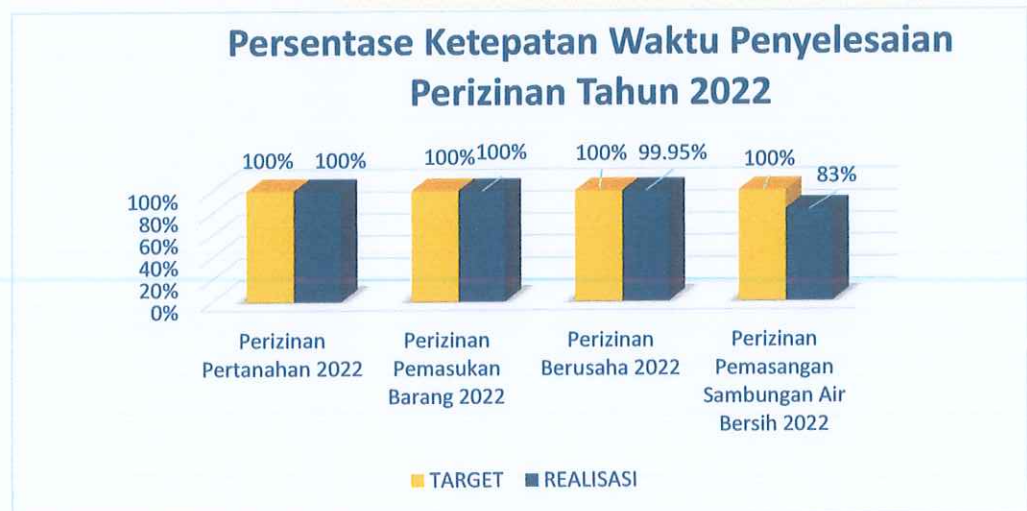 Persentase Ketepatan Waktu Penyelesaian
Perizinan Tahun 2022
100% 100%
100% 100%
100% 99.95%
100%
83%
100%
80%
60%
40%
20%
0%
Perizinan
Pertanahan 2022
Perizinan
Pemasukan
Barang 2022
Perizinan
Berusaha 2022
Perizinan
Pemasangan
Sambungan Air
Bersih 2022
TARGET REALISASI